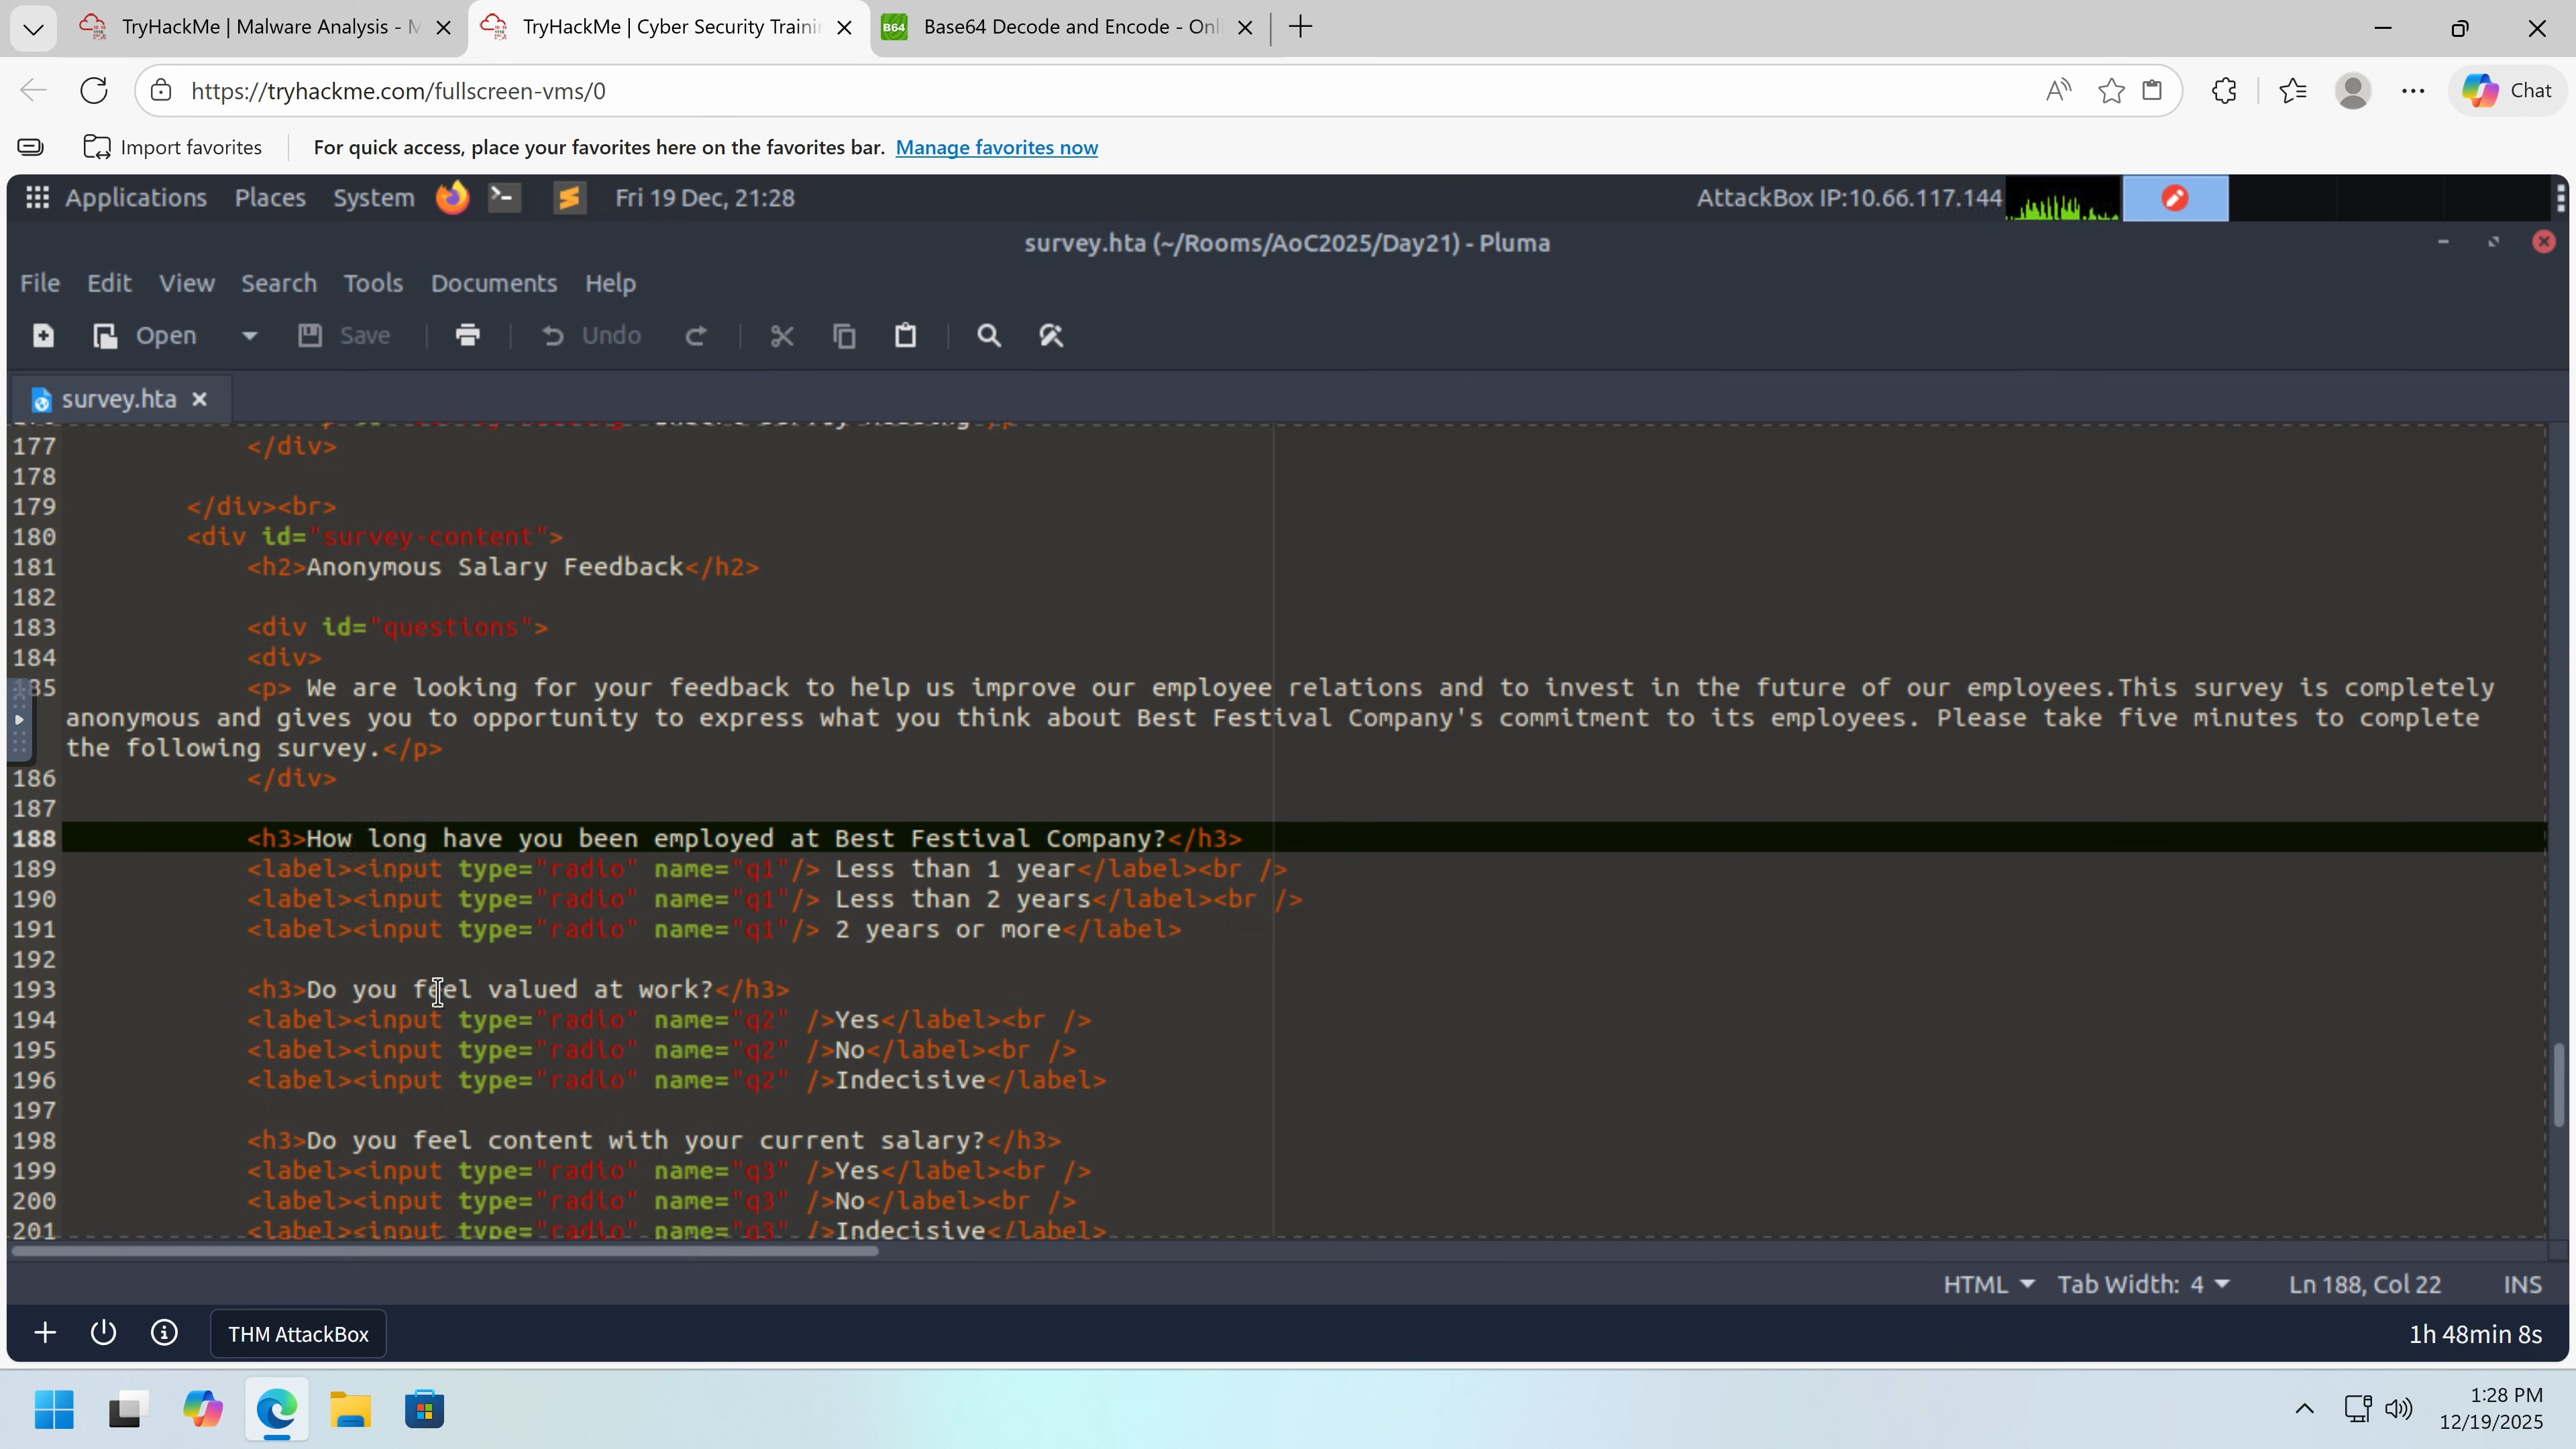 TryHackMe | Malware Analysis - M
TryHackMe | Cyber Security Traini
B64 Base64 Decode and Encode - Onl
https://tryhackme.com/fullscreen-vms/0
Chat
Import favorites
For quick access, place your favorites here on the favorites bar. Manage favorites now
Applications Places System Fri 19 Dec, 21:28 AttackBox IP:10.66.117.144
survey.hta (~/Rooms/AoC2025/Day21) - Pluma
File Edit View Search Tools Documents Help
Open Save Undo
survey.hta
177 </div>
178
179 </div><br>
180 <div id="survey-content">
181 <h2>Anonymous Salary Feedback</h2>
182
183 <div id="questions">
184 <div>
185 <p> We are looking for your feedback to help us improve our employee relations and to invest in the future of our employees.This survey is completely
anonymous and gives you to opportunity to express what you think about Best Festival Company's commitment to its employees. Please take five minutes to complete
the following survey.</p>
186 </div>
187
188 <h3>How long have you been employed at Best Festival Company?</h3>
189 <label><input type="radio" name="q1"/> Less than 1 year</label><br />
190 <label><input type="radio" name="q1"/> Less than 2 years</label><br />
191 <label><input type="radio" name="q1"/> 2 years or more</label>
192
193 <h3>Do you feel valued at work?</h3>
194 <label><input type="radio" name="q2" />Yes</label><br />
195 <label><input type="radio" name="q2" />No</label><br />
196 <label><input type="radio" name="q2" />Indecisive</label>
197
198 <h3>Do you feel content with your current salary?</h3>
199 <label><input type="radio" name="q3" />Yes</label><br />
200 <label><input type="radio" name="q3" />No</label><br />
201 <label><input type="radio" name="q3" />Indecisive</label>
HTML Tab Width: 4 Ln 188, Col 22 INS
THM AttackBox 1h 48min 8s
1:28 PM
12/19/2025